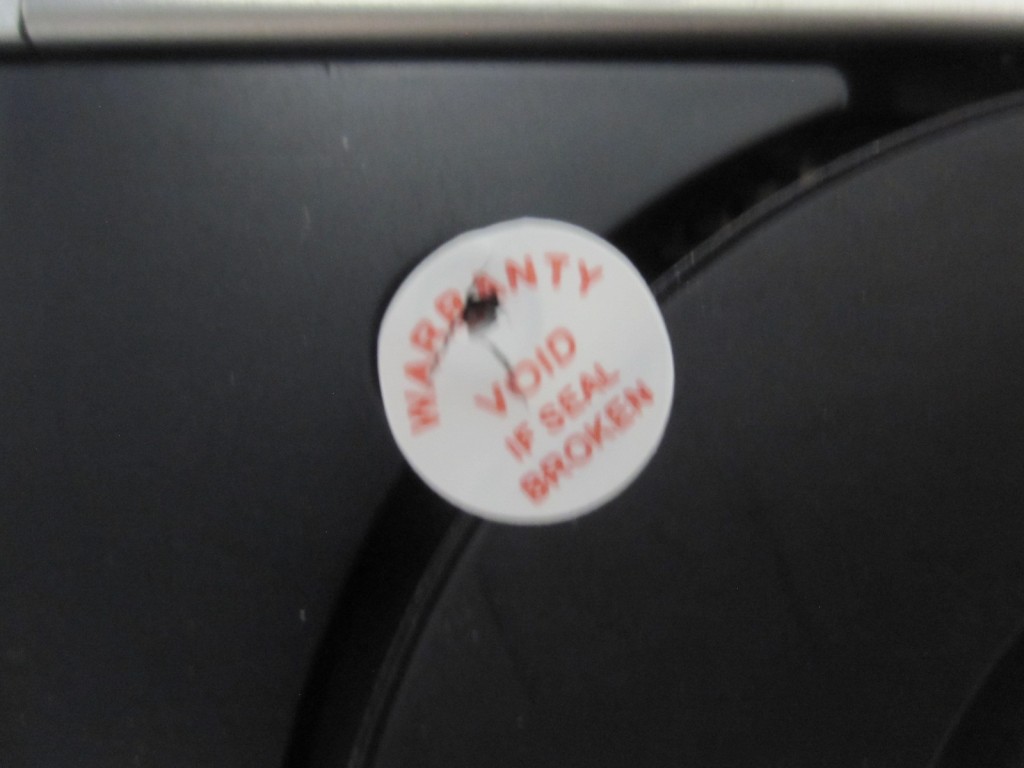 WARRANTY
VOID
IF SEAL
BROKEN